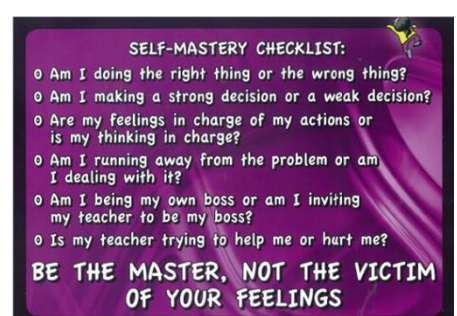 SELF-MASTERY CHECKLIST:
O Am I doing the right thing or the wrong thing?
O Am I making a strong decision or a weak decision?
O Are my feelings in charge of my actions or
is my thinking in charge?
O Am I running away from the problem or am
I dealing with it?
O Am I being my own boss or am I inviting
my teacher to be my boss?
O Is my teacher trying to help me or hurt me?
BE THE MASTER, NOT THE VICTIM
OF YOUR FEELINGS